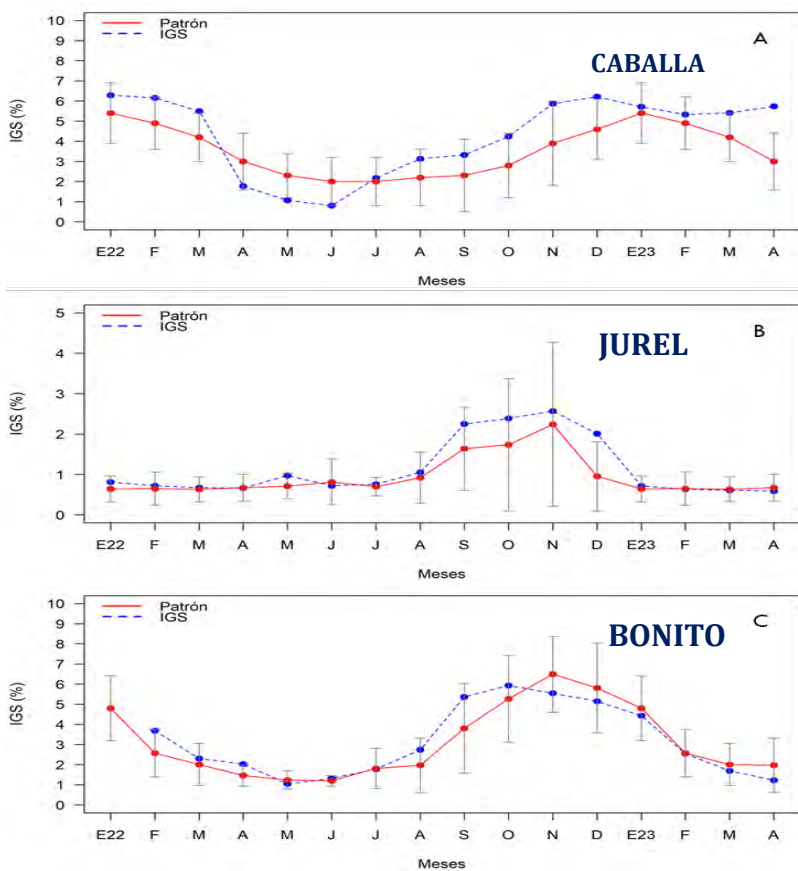 Patrón
IGS
A
CABALLA
IGS (%)
10
9
8
7
6
5
4
3
2
1
0
E22 F M A M J J A S O N D E23 F M A
Meses
Patrón
IGS
B
JUREL
IGS (%)
5
4
3
2
1
0
E22 F M A M J J A S O N D E23 F M A
Meses
Patrón
IGS
C
BONITO
IGS (%)
10
9
8
7
6
5
4
3
2
1
0
E22 F M A M J J A S O N D E23 F M A
Meses